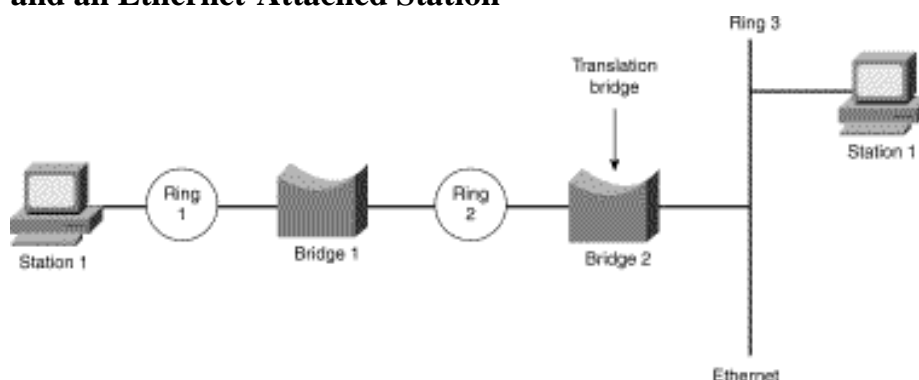 and an Ethernet-Attached Station
Ring 3
Translation
bridge
Station 1
Ring
1
Ring
2
Station 1
Bridge 1
Bridge 2
Ethernet